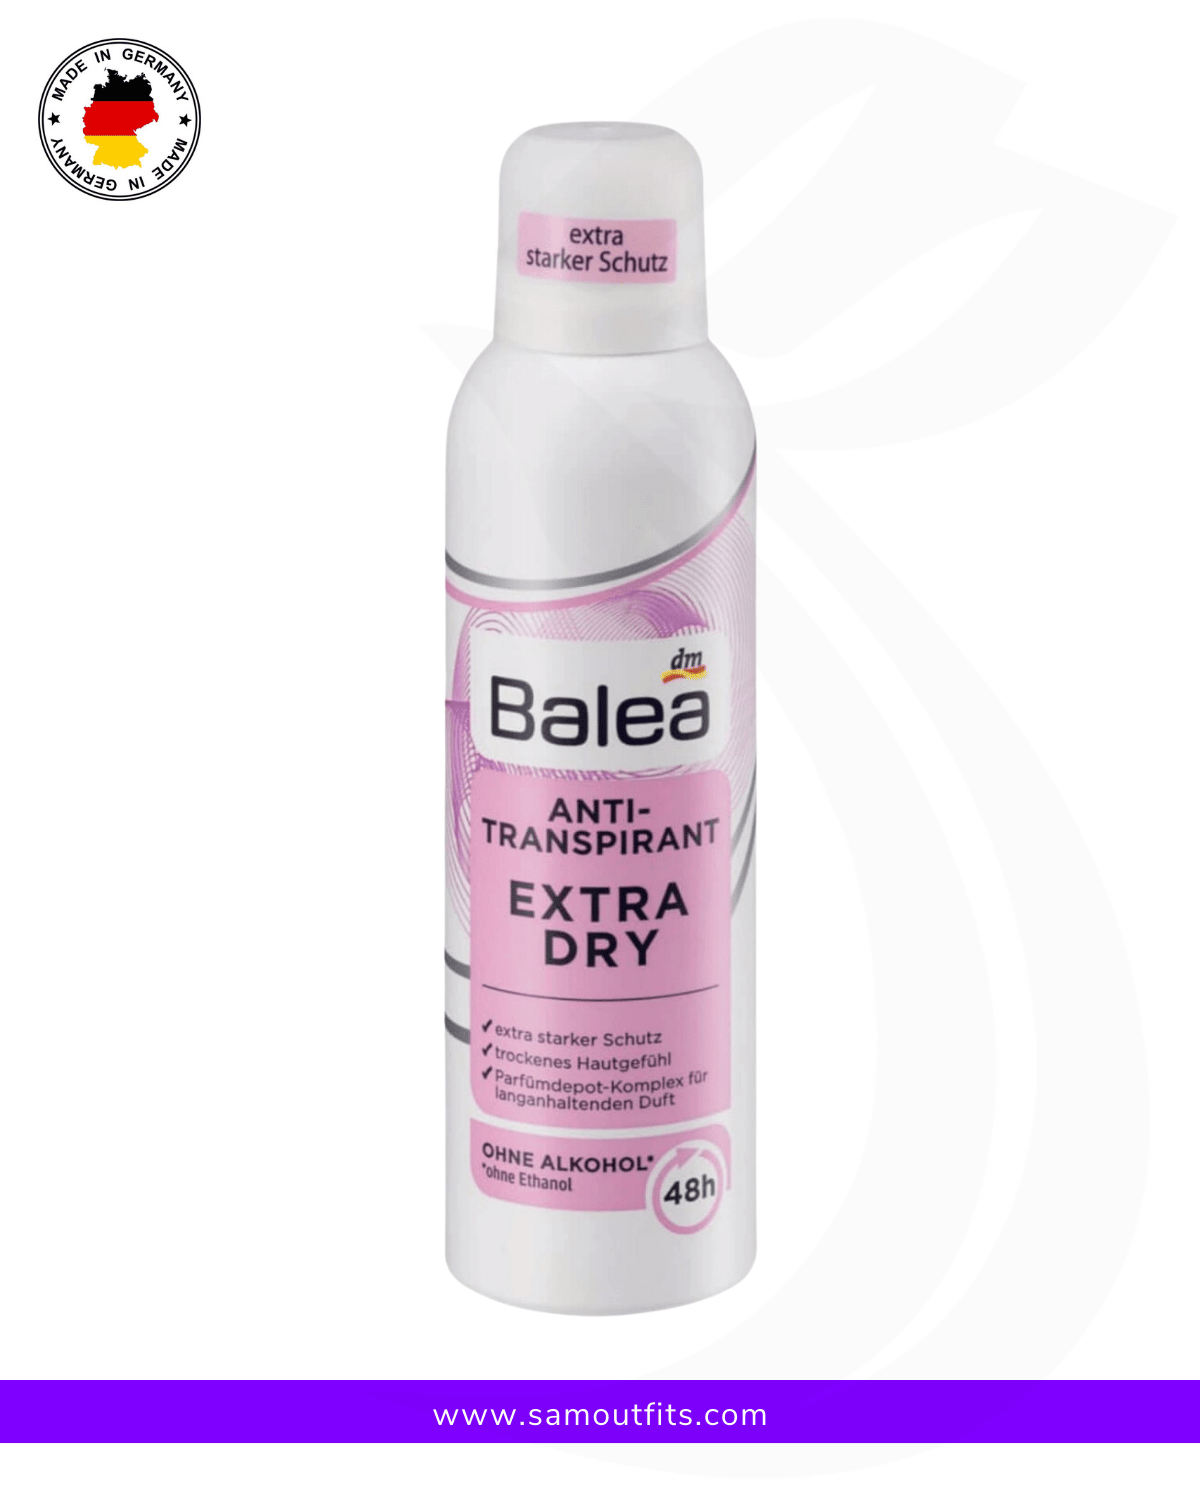 MADE IN GERMANY
MADE IN GERMANY
extra
starker Schutz
dm
Balea
ANTI-
TRANSPIRANT
EXTRA
DRY
extra starker Schutz
trockenes Hautgefühl
Parfümdepot-Komplex für
langanhaltenden Duft
OHNE ALKOHOL*
*ohne Ethanol
48h
www.samoutfits.com